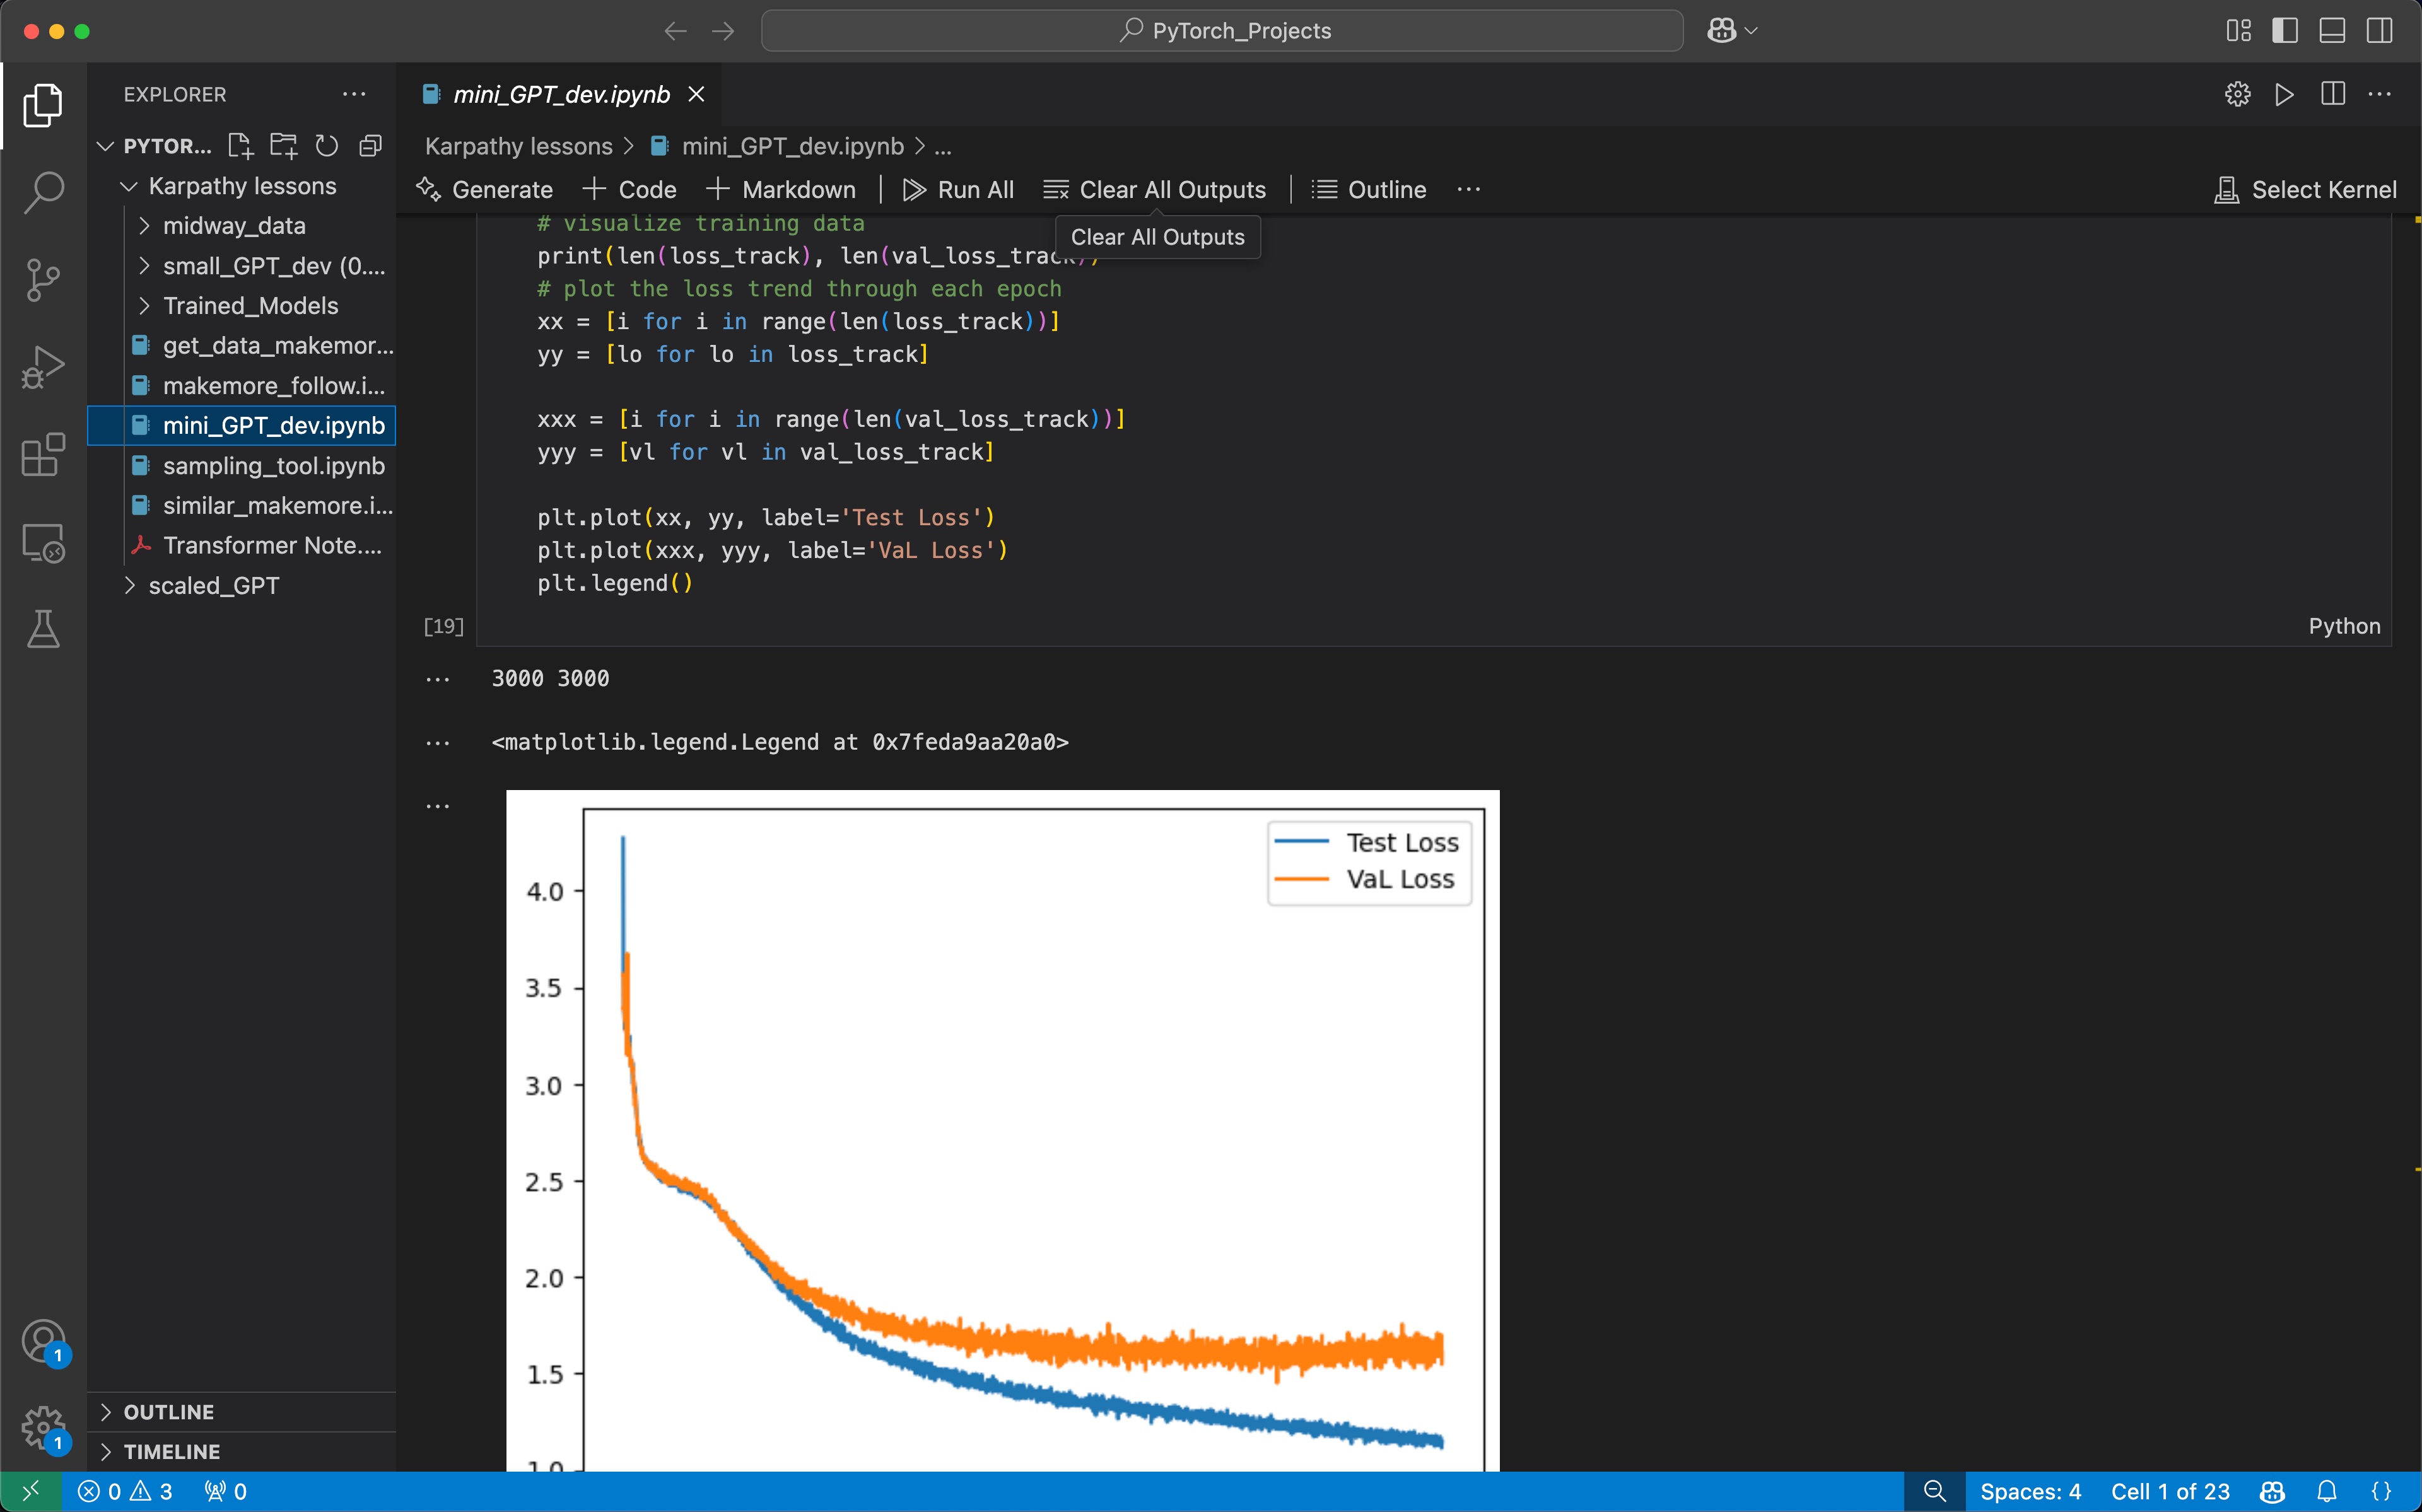 PyTorch_Projects
EXPLORER
mini_GPT_dev.ipynb
PYTOR...
Karpathy lessons > mini_GPT_dev.ipynb > ...
Generate Code Markdown Run All Clear All Outputs Outline ... Select Kernel
Clear All Outputs
Karpathy lessons
midway_data
small_GPT_dev (0....
Trained_Models
get_data_makemor...
makemore_follow.i...
mini_GPT_dev.ipynb
sampling_tool.ipynb
similar_makemore.i...
Transformer Note....
scaled_GPT
OUTLINE
TIMELINE
# visualize training data
print(len(loss_track), len(val_loss_track))
# plot the loss trend through each epoch
xx = [i for i in range(len(loss_track))]
yy = [lo for lo in loss_track]
xxx = [i for i in range(len(val_loss_track))]
yyy = [vl for vl in val_loss_track]
plt.plot(xx, yy, label='Test Loss')
plt.plot(xxx, yyy, label='VaL Loss')
plt.legend()
[19]
Python
3000 3000
<matplotlib.legend.Legend at 0x7feda9aa20a0>
Test Loss
VaL Loss
4.0
3.5
3.0
2.5
2.0
1.5
1.0
1
1
0 3 0
Spaces: 4 Cell 1 of 23 {}